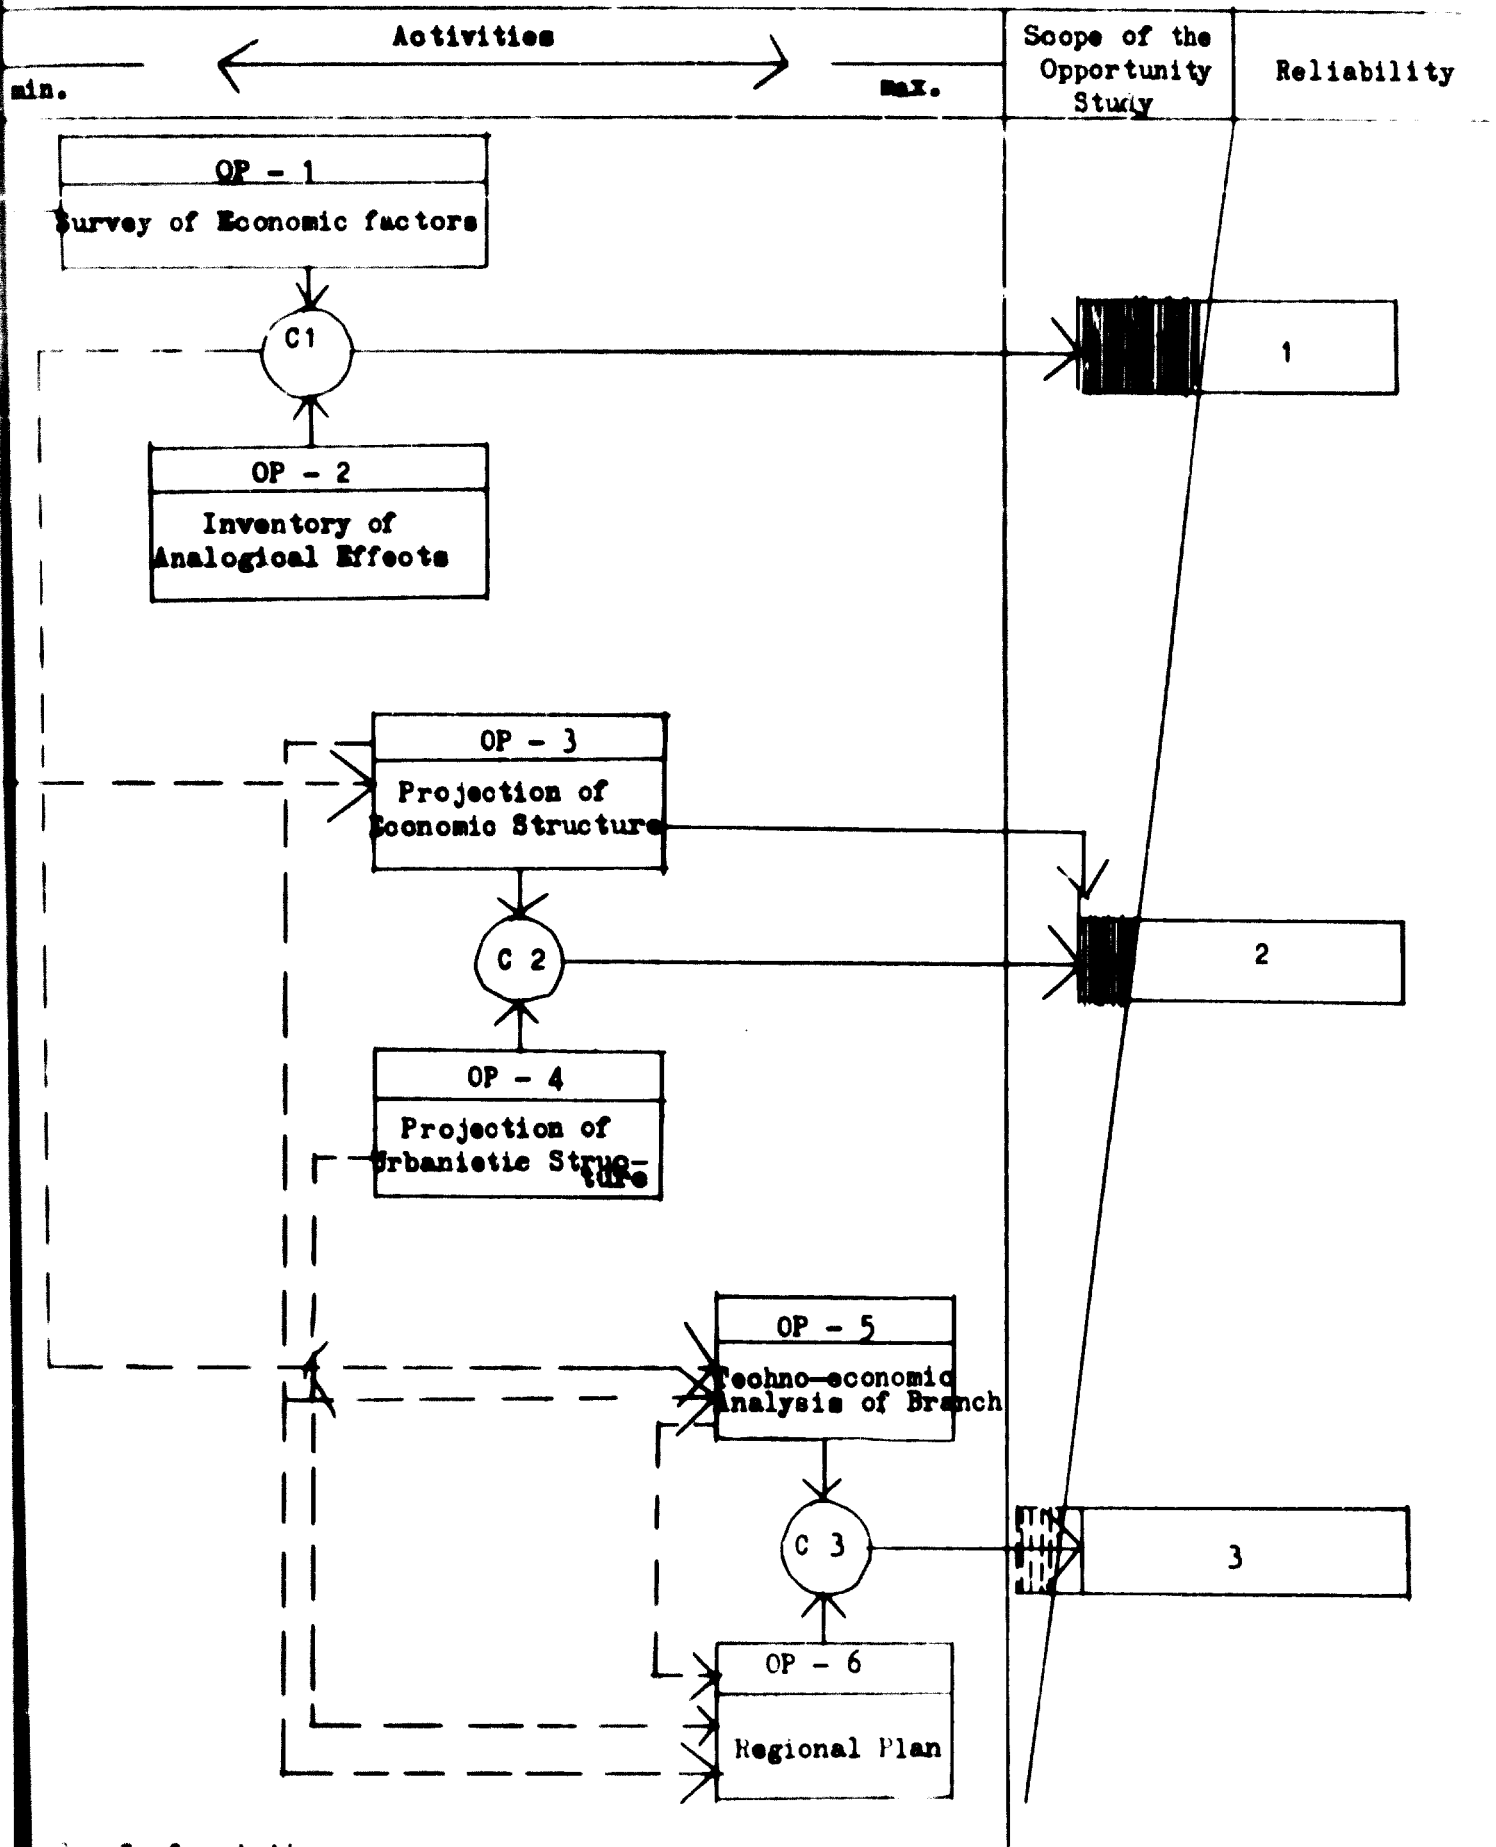 Activities
min.
max.
Scope of the
Opportunity
Study
Reliability
OP - 1
Survey of Economic factors
C1
1
OP - 2
Inventory of
Analogical Effects
OP - 3
Projection of
Economic Structure
C 2
2
OP - 4
Projection of
Urbanistic Struc-
ture
OP - 5
Techno-economic
Analysis of Branch
C 3
3
OP - 6
Regional Plan